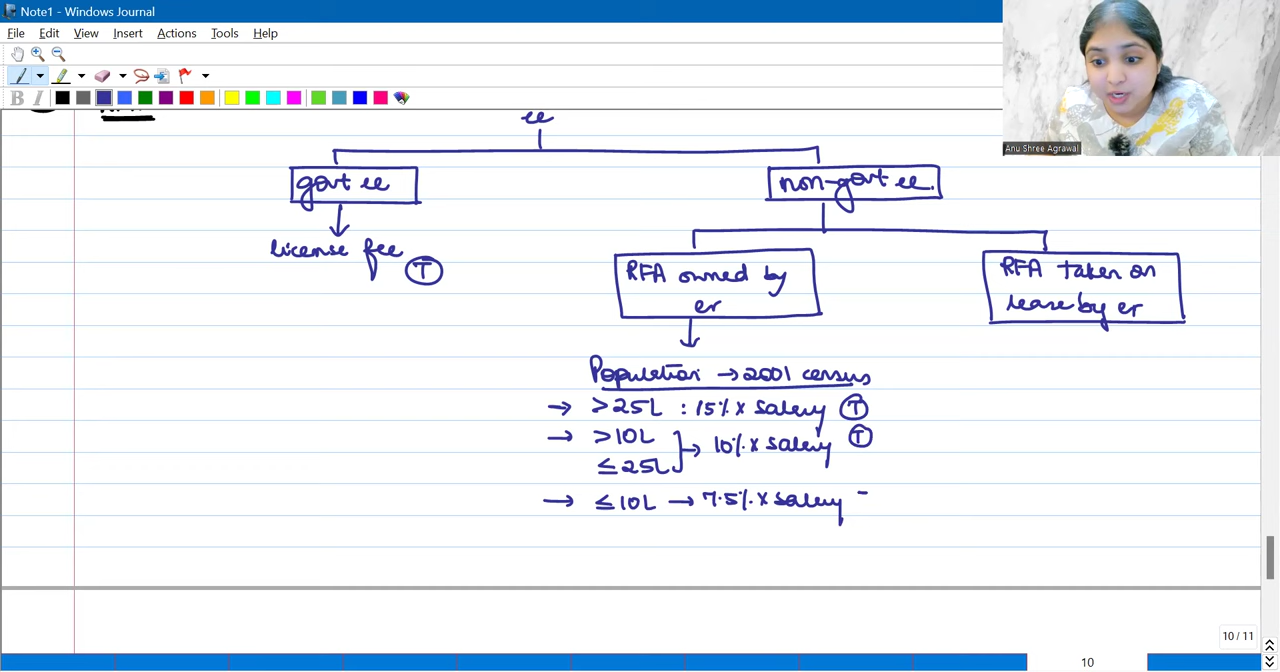 Note1 - Windows Journal
File Edit View Insert Actions Tools Help
B I
Anu Shree Agrawal
ee
govt ee
non-govt ee.
license fee
T
RFA owned by
er
RFA taken on
lease by er
Population → 2001 census
→ >25L : 15% x salary T
→ >10L
≤25L → 10% x salary T
→ ≤10L → 7.5% x salary
10 / 11
10